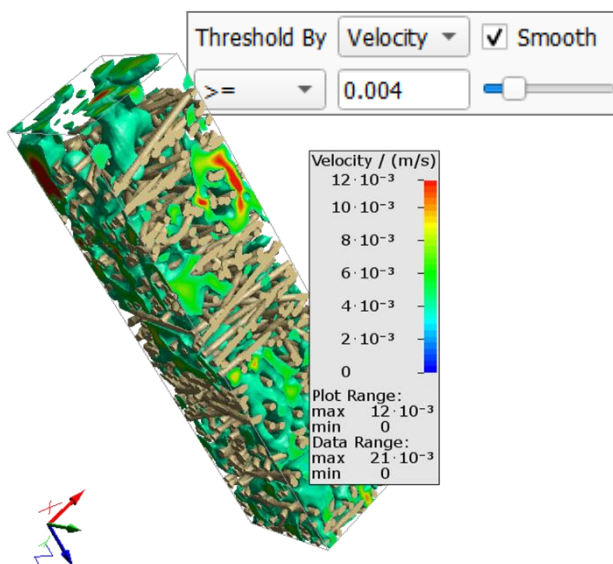 Threshold By Velocity Smooth
>= 0.004
Velocity / (m/s)
12·10⁻³
10·10⁻³
8·10⁻³
6·10⁻³
4·10⁻³
2·10⁻³
0
Plot Range:
max 12·10⁻³
min 0
Data Range:
max 21·10⁻³
min 0
X
Y
Z